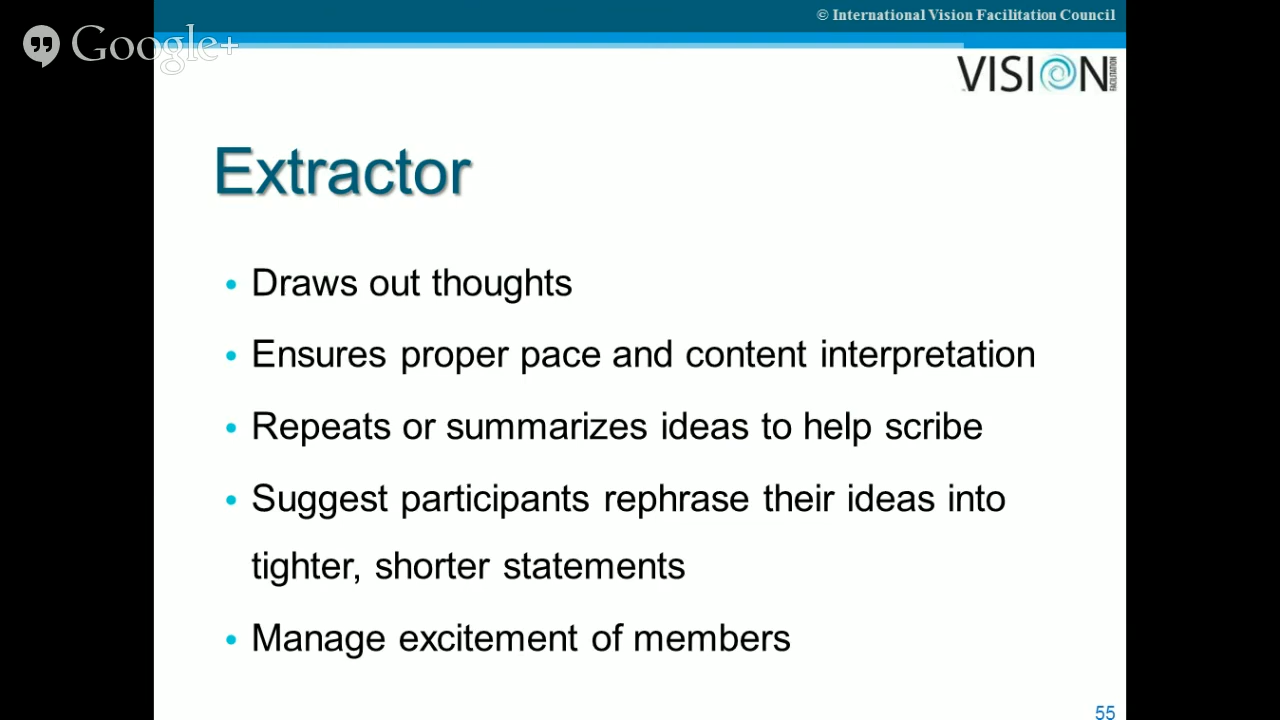 © International Vision Facilitation Council
Google+
VISION
FACILITATION
Extractor
• Draws out thoughts
• Ensures proper pace and content interpretation
• Repeats or summarizes ideas to help scribe
• Suggest participants rephrase their ideas into
tighter, shorter statements
• Manage excitement of members
55